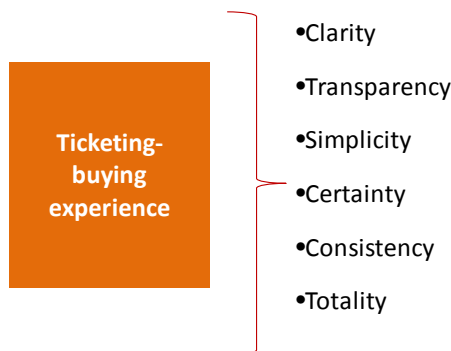 Ticketing-
buying
experience
•Clarity
•Transparency
•Simplicity
•Certainty
•Consistency
•Totality